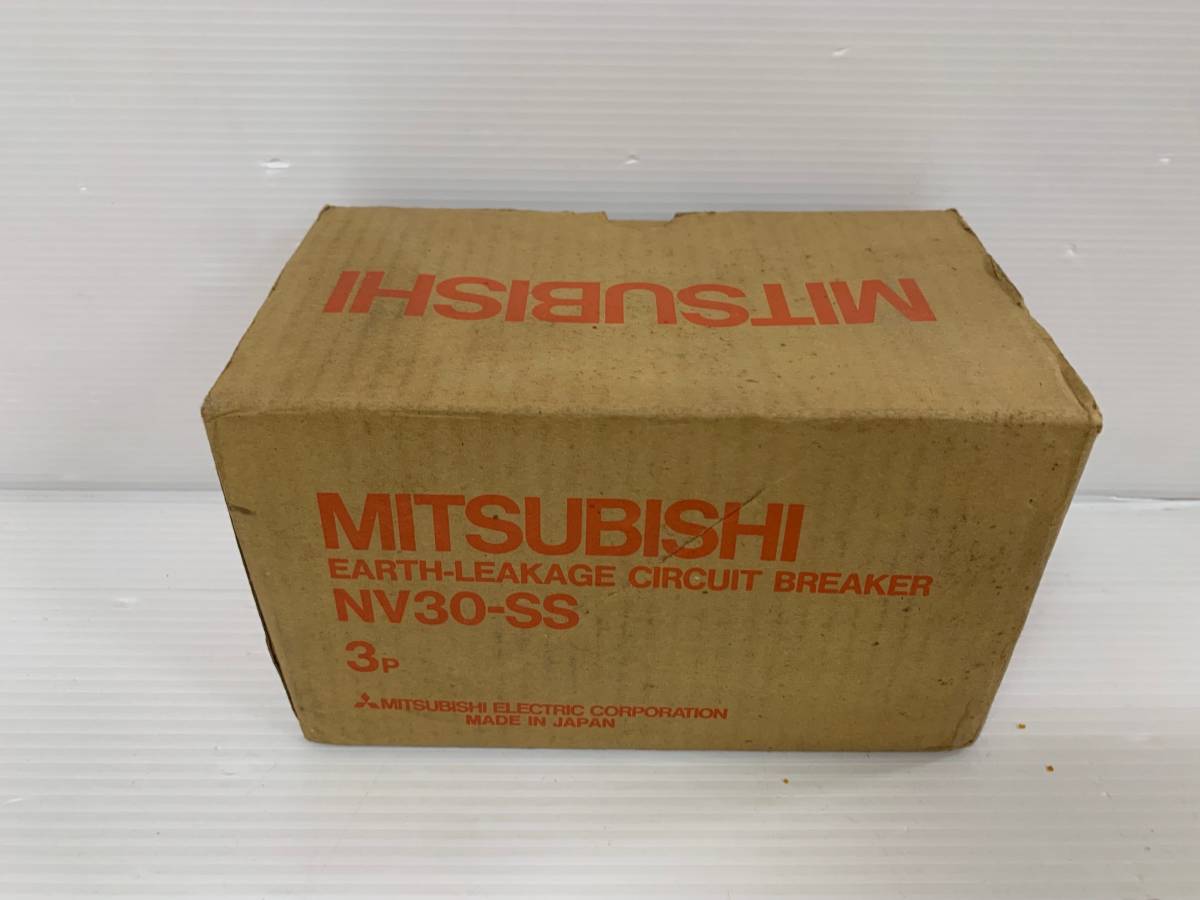 MITSUBISHI
MITSUBISHI
EARTH-LEAKAGE CIRCUIT BREAKER
NV30-SS
3P
MITSUBISHI ELECTRIC CORPORATION
MADE IN JAPAN